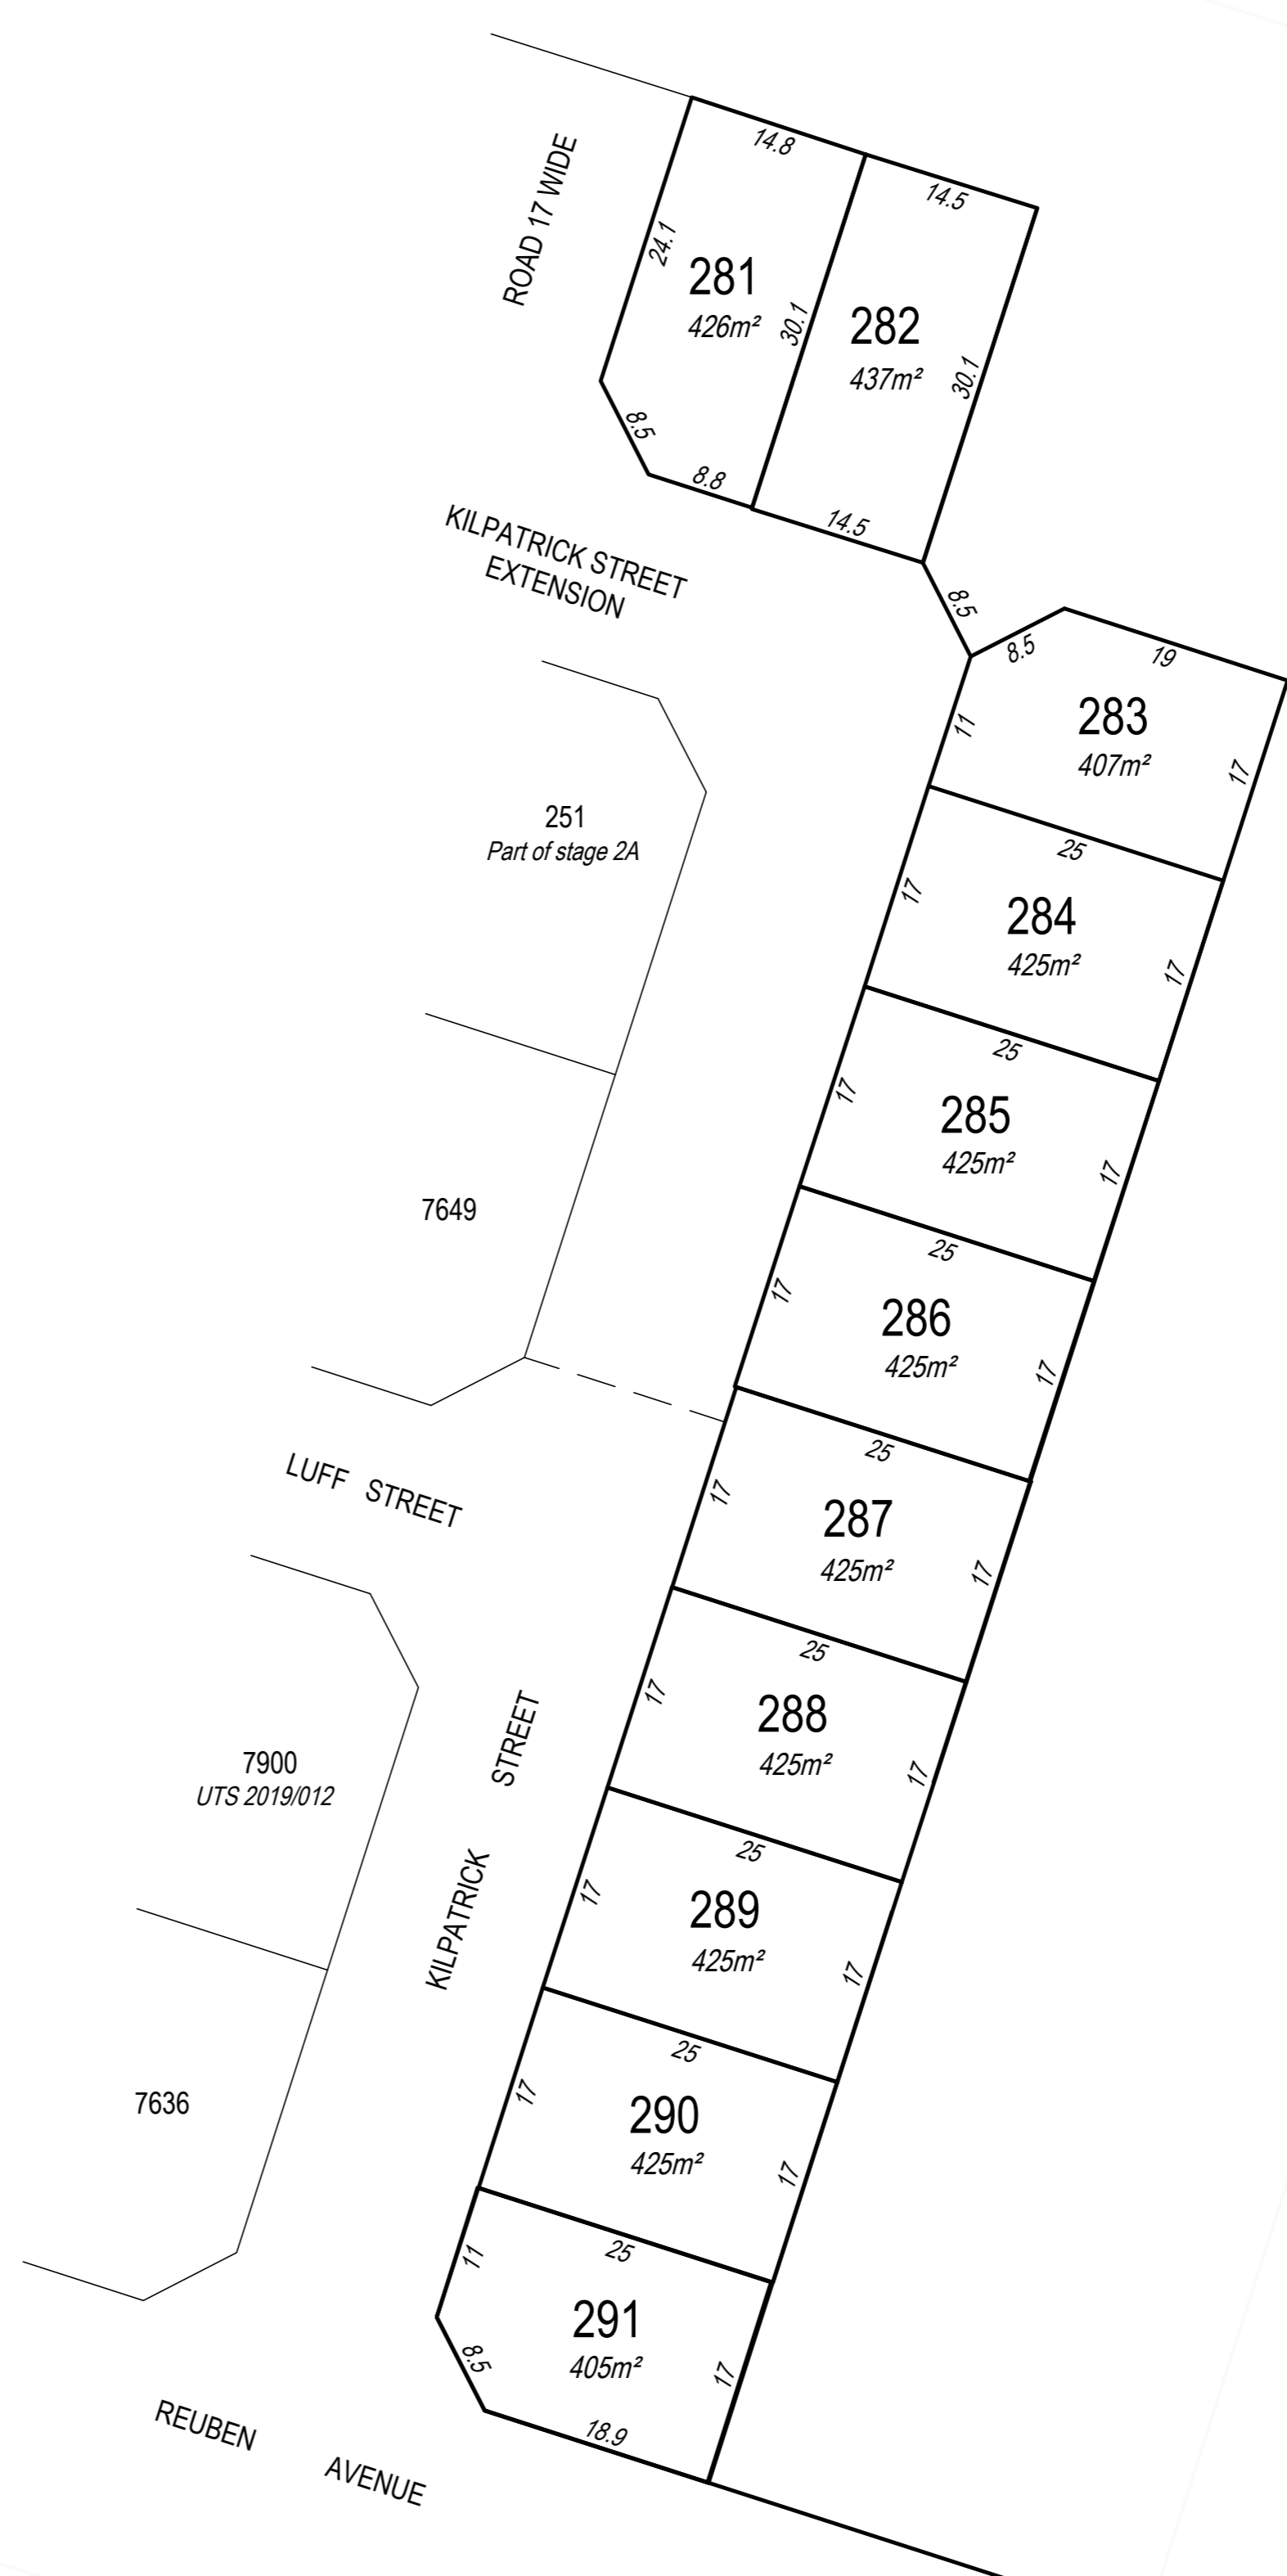 ROAD 17 WIDE
14.8
14.5
24.1
281
426m²
30.1
282
437m²
30.1
8.5
8.8
14.5
KILPATRICK STREET
EXTENSION
8.5
8.5
19
11
283
407m²
17
251
Part of stage 2A
25
17
284
425m²
17
25
17
285
425m²
17
7649
25
17
286
425m²
17
25
LUFF STREET
17
287
425m²
17
25
17
288
425m²
17
7900
UTS 2019/012
KILPATRICK STREET
25
17
289
425m²
17
25
17
290
425m²
17
7636
25
11
291
405m²
17
8.5
18.9
REUBEN AVENUE